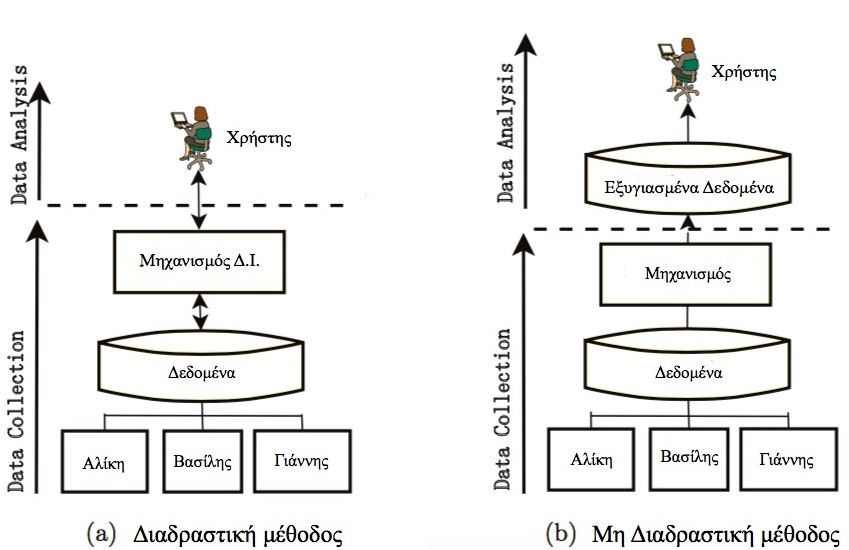 Data Analysis
Χρήστης
Μηχανισμός Δ.Ι.
Data Collection
Δεδομένα
Αλίκη
Βασίλης
Γιάννης
(a) Διαδραστική μέθοδος
Data Analysis
Χρήστης
Εξυγιασμένα Δεδομένα
Μηχανισμός
Data Collection
Δεδομένα
Αλίκη
Βασίλης
Γιάννης
(b) Μη Διαδραστική μέθοδος